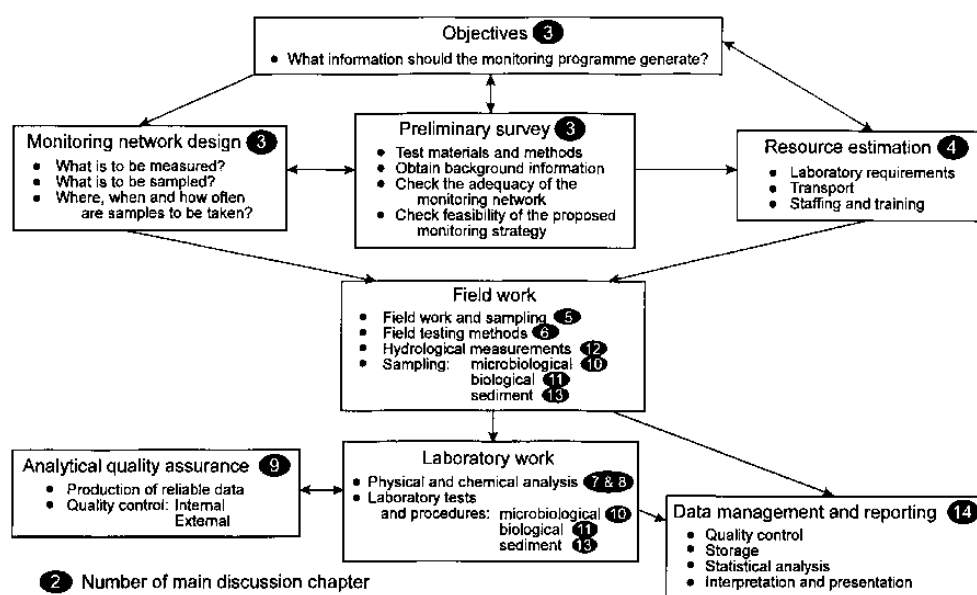 Objectives 3
● What information should the monitoring programme generate?
Monitoring network design 3
● What is to be measured?
● What is to be sampled?
● Where, when and how often
are samples to be taken?
Preliminary survey 3
● Test materials and methods
● Obtain background information
● Check the adequacy of the
monitoring network
● Check feasibility of the proposed
monitoring strategy
Resource estimation 4
● Laboratory requirements
● Transport
● Staffing and training
Field work
● Field work and sampling 5
● Field testing methods 6
● Hydrological measurements 12
● Sampling: microbiological 10
biological 11
sediment 13
Analytical quality assurance 9
● Production of reliable data
● Quality control: Internal
External
Laboratory work
● Physical and chemical analysis 7 & 8
● Laboratory tests
and procedures: microbiological 10
biological 11
sediment 13
Data management and reporting 14
● Quality control
● Storage
● Statistical analysis
● Interpretation and presentation
2 Number of main discussion chapter